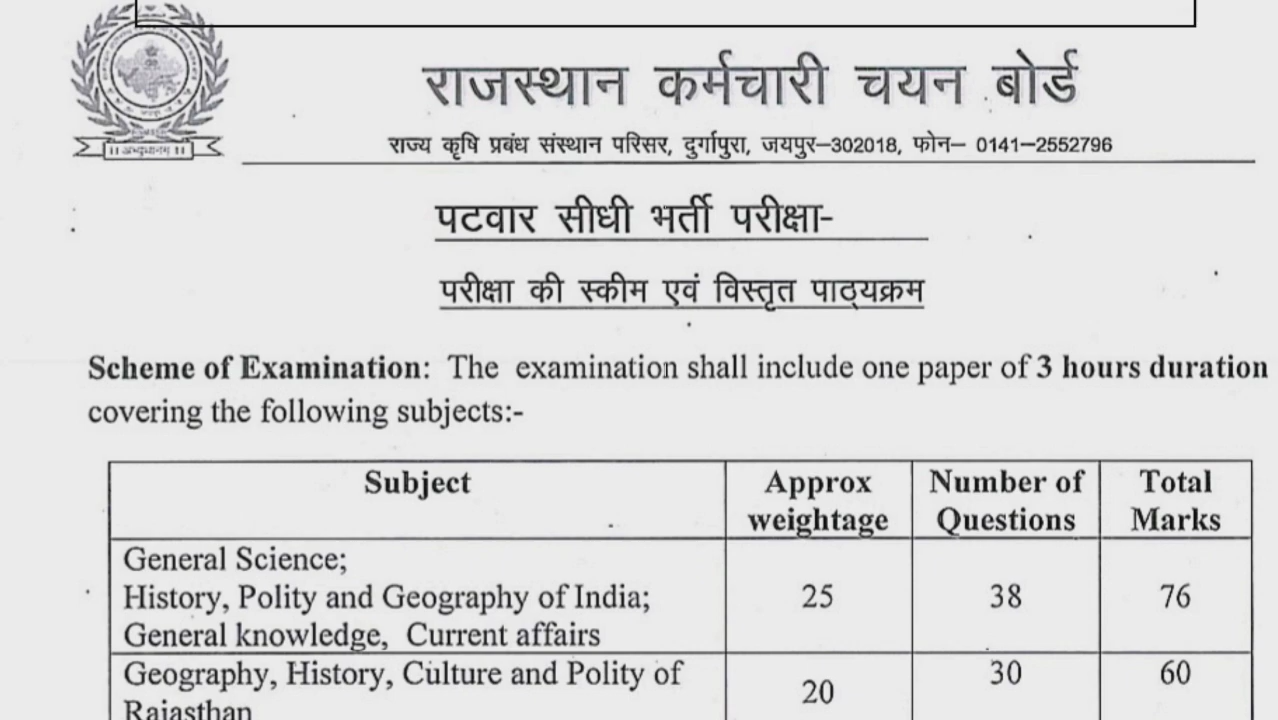 राजस्थान कर्मचारी चयन बोर्ड
राज्य कृषि प्रबंध संस्थान परिसर, दुर्गापुरा, जयपुर–302018, फोन– 0141–2552796
पटवार सीधी भर्ती परीक्षा-
परीक्षा की स्कीम एवं विस्तृत पाठ्यक्रम
Scheme of Examination: The examination shall include one paper of 3 hours duration
covering the following subjects:-
Subject Approx weightage Number of Questions Total Marks
General Science;
History, Polity and Geography of India; 25 38 76
General knowledge, Current affairs
Geography, History, Culture and Polity of 30 60
Rajasthan 20